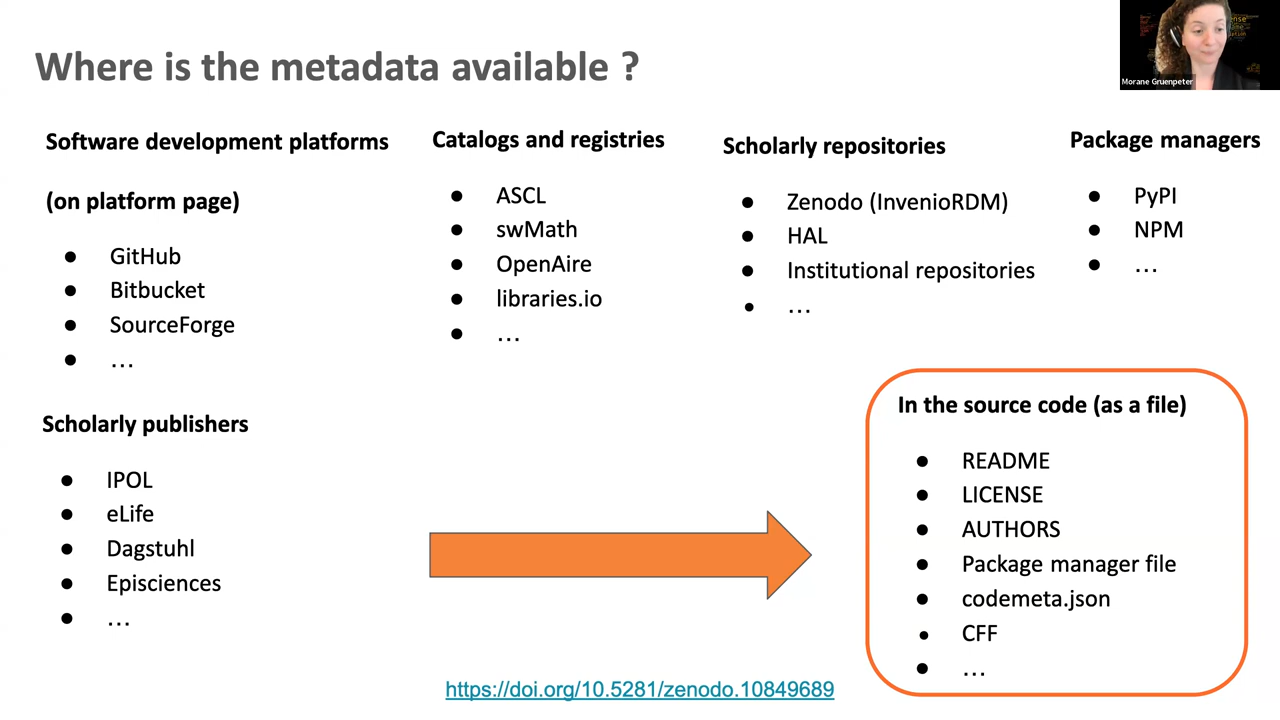 Where is the metadata available ?
Morane Gruenpeter
Software development platforms
(on platform page)
GitHub
Bitbucket
SourceForge
…
Catalogs and registries
ASCL
swMath
OpenAire
libraries.io
…
Scholarly repositories
Zenodo (InvenioRDM)
HAL
Institutional repositories
…
Package managers
PyPI
NPM
…
Scholarly publishers
IPOL
eLife
Dagstuhl
Episciences
…
In the source code (as a file)
README
LICENSE
AUTHORS
Package manager file
codemeta.json
CFF
…
https://doi.org/10.5281/zenodo.10849689